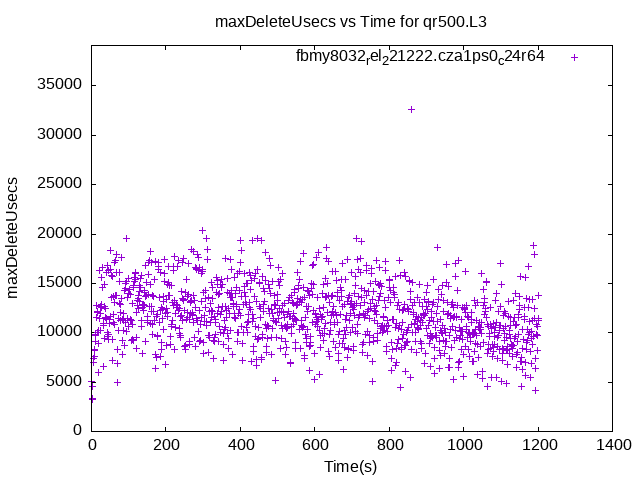 maxDeleteUsecs vs Time for qr500.L3
fbmy8032rel221222.cza1ps0c24r64
35000
30000
25000
20000
15000
10000
5000
0
maxDeleteUsecs
0 200 400 600 800 1000 1200 1400
Time(s)